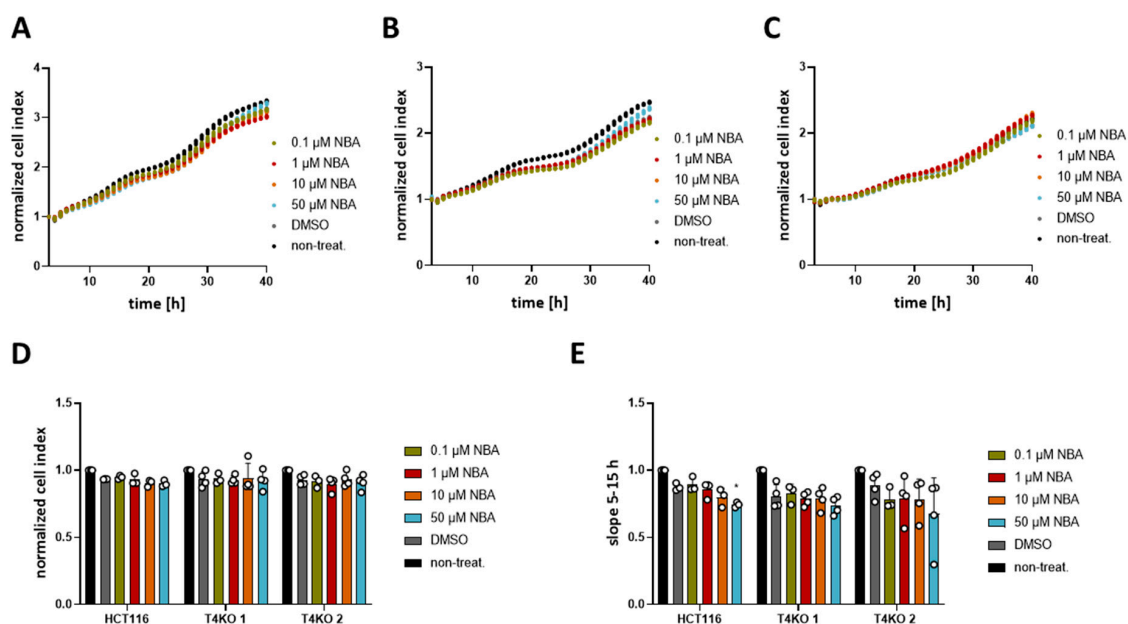 A
normalized cell index
4
3
2
1
0
10 20 30 40
time [h]
0.1 µM NBA
1 µM NBA
10 µM NBA
50 µM NBA
DMSO
non-treat.
B
normalized cell index
3
2
1
0
10 20 30 40
time [h]
0.1 µM NBA
1 µM NBA
10 µM NBA
50 µM NBA
DMSO
non-treat.
C
normalized cell index
3
2
1
0
10 20 30 40
time [h]
0.1 µM NBA
1 µM NBA
10 µM NBA
50 µM NBA
DMSO
non-treat.
D
normalized cell index
1.5
1.0
0.5
0.0
HCT116 T4KO 1 T4KO 2
0.1 µM NBA
1 µM NBA
10 µM NBA
50 µM NBA
DMSO
non-treat.
E
slope 5-15 h
1.5
1.0
0.5
0.0
*
HCT116 T4KO 1 T4KO 2
0.1 µM NBA
1 µM NBA
10 µM NBA
50 µM NBA
DMSO
non-treat.